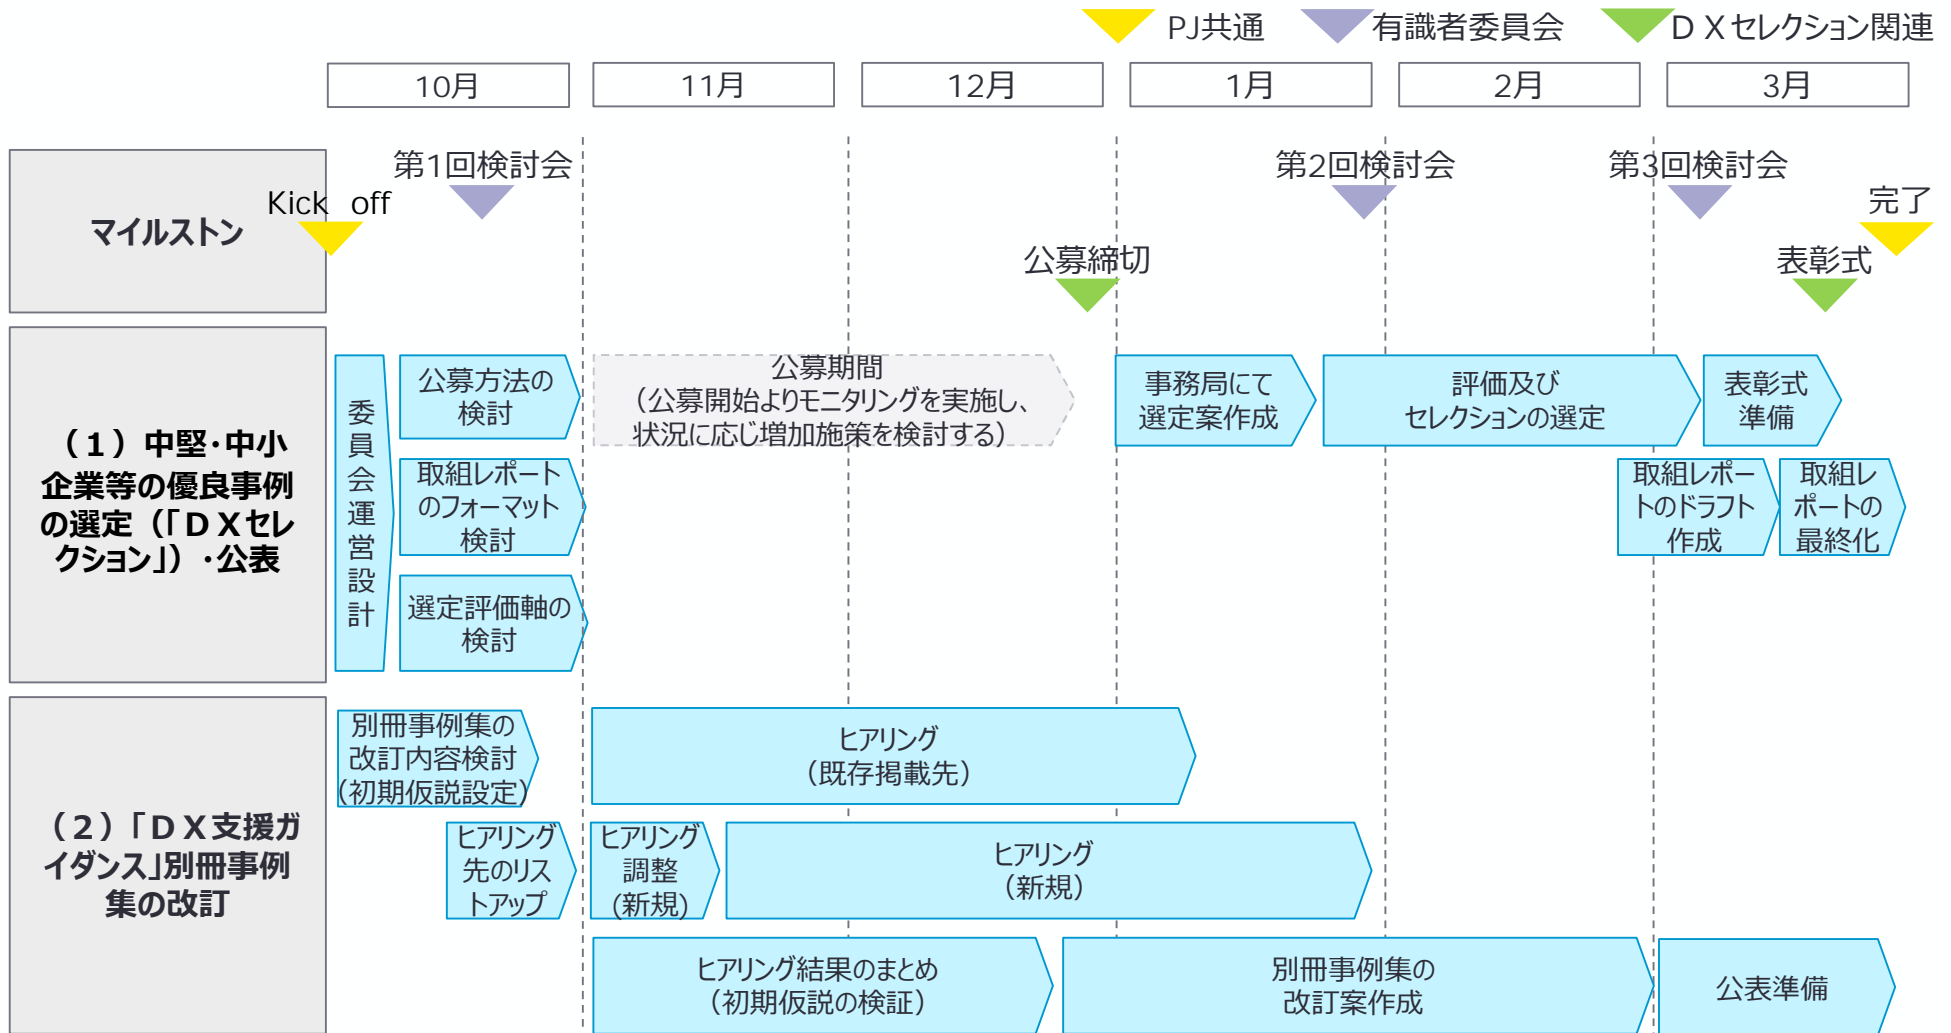 PJ共通
有識者委員会
ＤＸセレクション関連
10月
11月
12月
1月
2月
3月
マイルストン
Kick off
第1回検討会
公募締切
第2回検討会
第3回検討会
表彰式
完了
（１）中堅・中小
企業等の優良事例
の選定（「ＤＸセレ
クション」）・公表
委員会運営設計
公募方法の
検討
取組レポート
のフォーマット
検討
選定評価軸の
検討
公募期間
（公募開始よりモニタリングを実施し、
状況に応じ増加施策を検討する）
事務局にて
選定案作成
評価及び
セレクションの選定
表彰式
準備
取組レポー
トのドラフト
作成
取組レ
ポートの
最終化
（２）「ＤＸ支援ガ
イダンス」別冊事例
集の改訂
別冊事例集の
改訂内容検討
（初期仮説設定）
ヒアリング
（既存掲載先）
ヒアリング
先のリス
トアップ
ヒアリング
調整
(新規)
ヒアリング
（新規）
ヒアリング結果のまとめ
（初期仮説の検証）
別冊事例集の
改訂案作成
公表準備